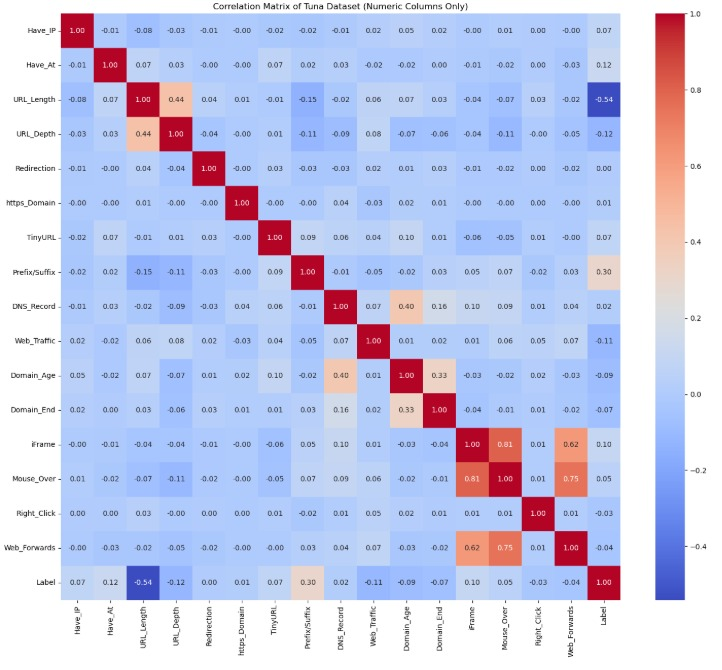 Correlation Matrix of Tuna Dataset (Numeric Columns Only)
Have_IP 1.00 -0.01 -0.08 -0.03 -0.01 -0.00 -0.02 -0.02 -0.01 0.02 0.05 0.02 -0.00 0.01 0.00 -0.00 0.07
Have_At -0.01 1.00 0.07 0.03 -0.00 -0.00 0.07 0.02 0.03 -0.02 -0.02 0.00 -0.01 -0.02 0.00 -0.03 0.12
URL_Length -0.08 0.07 1.00 0.44 0.04 0.01 -0.01 -0.15 -0.02 0.06 0.07 0.03 -0.04 -0.07 0.03 -0.02 -0.54
URL_Depth -0.03 0.03 0.44 1.00 -0.04 -0.00 0.01 -0.11 -0.09 0.08 -0.07 -0.06 -0.04 -0.11 -0.00 -0.05 -0.12
Redirection -0.01 -0.00 0.04 -0.04 1.00 -0.00 0.03 -0.03 -0.03 0.02 0.01 0.03 -0.01 -0.02 -0.00 -0.02 0.00
https_Domain -0.00 -0.00 0.01 -0.00 -0.00 1.00 -0.00 -0.00 0.04 -0.03 0.02 0.01 -0.00 -0.00 -0.00 -0.00 0.01
TinyURL -0.02 0.07 -0.01 0.01 0.03 -0.00 1.00 0.09 0.06 0.04 0.10 0.01 -0.06 -0.05 0.01 -0.02 0.07
Prefix/Suffix -0.02 0.02 -0.15 -0.11 -0.03 -0.00 0.09 1.00 -0.01 -0.05 -0.02 0.03 0.05 0.07 -0.02 0.03 0.30
DNS_Record -0.01 0.03 -0.02 -0.09 -0.03 0.04 0.06 -0.01 1.00 0.07 0.40 0.16 0.10 0.09 0.01 0.04 0.02
Web_Traffic 0.02 -0.02 0.06 0.08 0.02 -0.03 0.04 -0.05 0.07 1.00 0.01 0.02 0.01 0.06 0.05 0.07 -0.11
Domain_Age 0.05 -0.02 0.07 -0.07 0.01 0.02 0.10 -0.02 0.40 0.01 1.00 0.33 -0.03 -0.02 0.02 -0.03 -0.09
Domain_End 0.02 0.00 0.03 -0.06 0.03 0.01 0.01 0.03 0.16 0.02 0.33 1.00 -0.04 -0.01 0.01 -0.02 -0.07
iFrame -0.00 -0.01 -0.04 -0.04 -0.01 -0.00 -0.06 0.05 0.10 0.01 -0.03 -0.04 1.00 0.81 0.01 0.62 0.10
Mouse_Over 0.01 -0.02 -0.07 -0.11 -0.02 -0.00 -0.05 0.07 0.09 0.06 -0.02 -0.01 0.81 1.00 0.01 0.75 0.05
Right_Click 0.00 0.00 0.03 -0.00 -0.00 -0.00 0.01 -0.02 0.01 0.05 0.02 0.01 0.01 0.01 1.00 0.01 -0.03
Web_Forwards -0.00 -0.03 -0.02 -0.05 -0.02 -0.00 -0.02 0.03 0.04 0.07 -0.03 -0.02 0.62 0.75 0.01 1.00 -0.04
Label 0.07 0.12 -0.54 -0.12 0.00 0.01 0.07 0.30 0.02 -0.11 -0.09 -0.07 0.10 0.05 -0.03 -0.04 1.00
Have_IP Have_At URL_Length URL_Depth Redirection https_Domain TinyURL Prefix/Suffix DNS_Record Web_Traffic Domain_Age Domain_End iFrame Mouse_Over Right_Click Web_Forwards Label
1.0
0.8
0.6
0.4
0.2
0.0
−0.2
−0.4